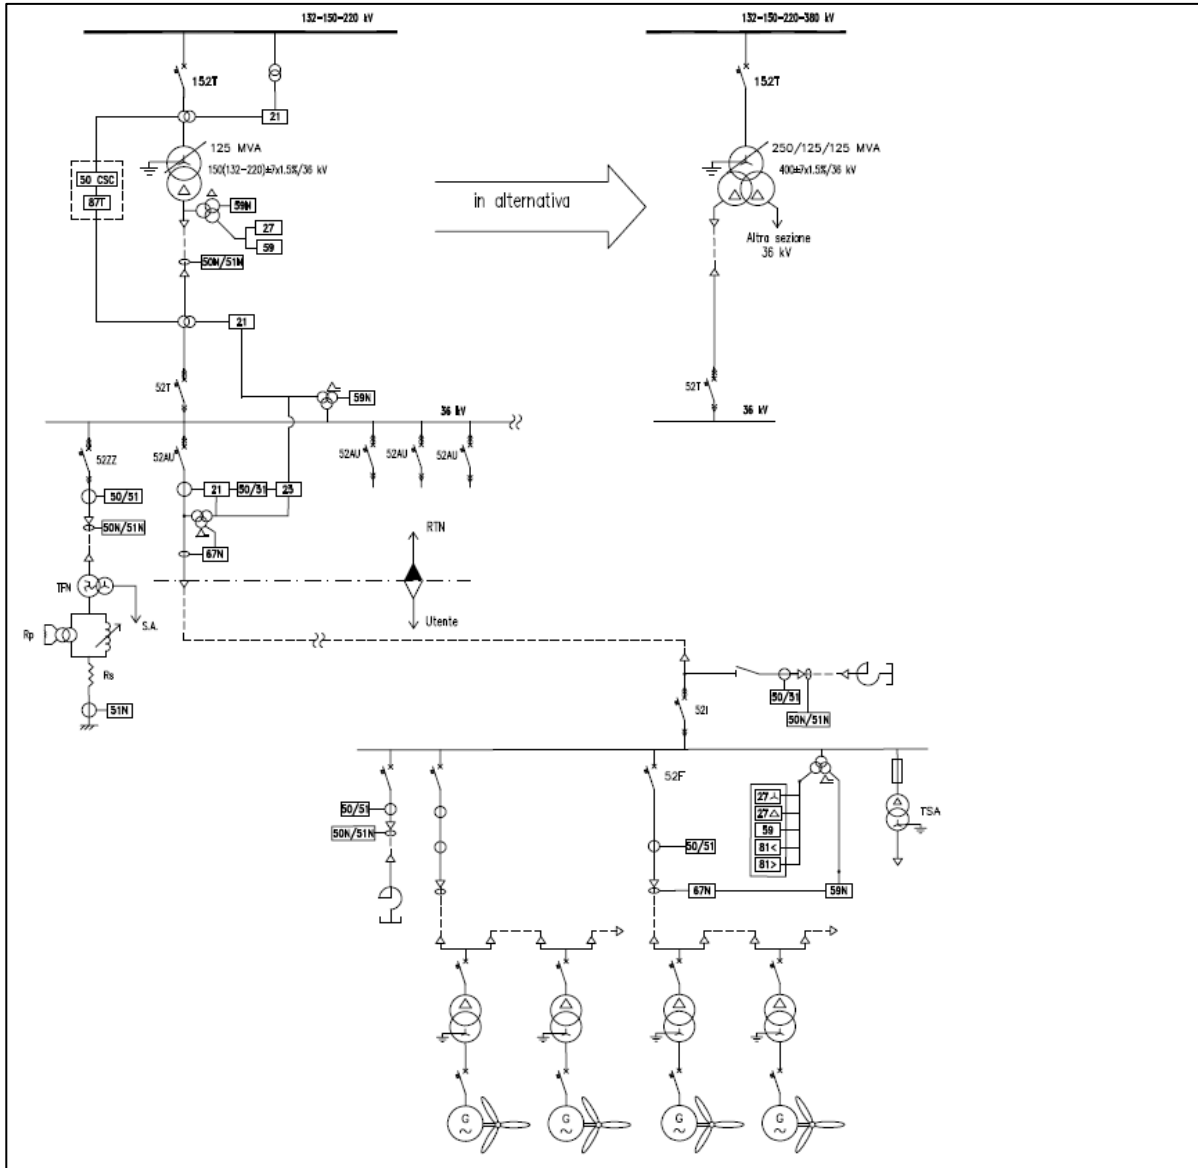 132-150-220 kV
132-150-220-380 kV
152T
152T
21
125 MVA
150(132-220)±7x1.5%/36 kV
250/125/125 MVA
400±7x1.5%/36 kV
50 CSC
87T
in alternativa
59N
27
59
50N/51N
Altra sezione
36 kV
21
52T
52T
59N
36 kV
36 kV
52ZZ
52AU
52AU
52AU
52AU
50/51
21
50/51
23
50N/51N
67N
RTN
TFN
S.A.
Utente
Rp
Rs
51N
50/51
50N/51N
52I
52F
27
27
59
81<
81>
TSA
50/51
50N/51N
50/51
67N
59N
G
G
G
G